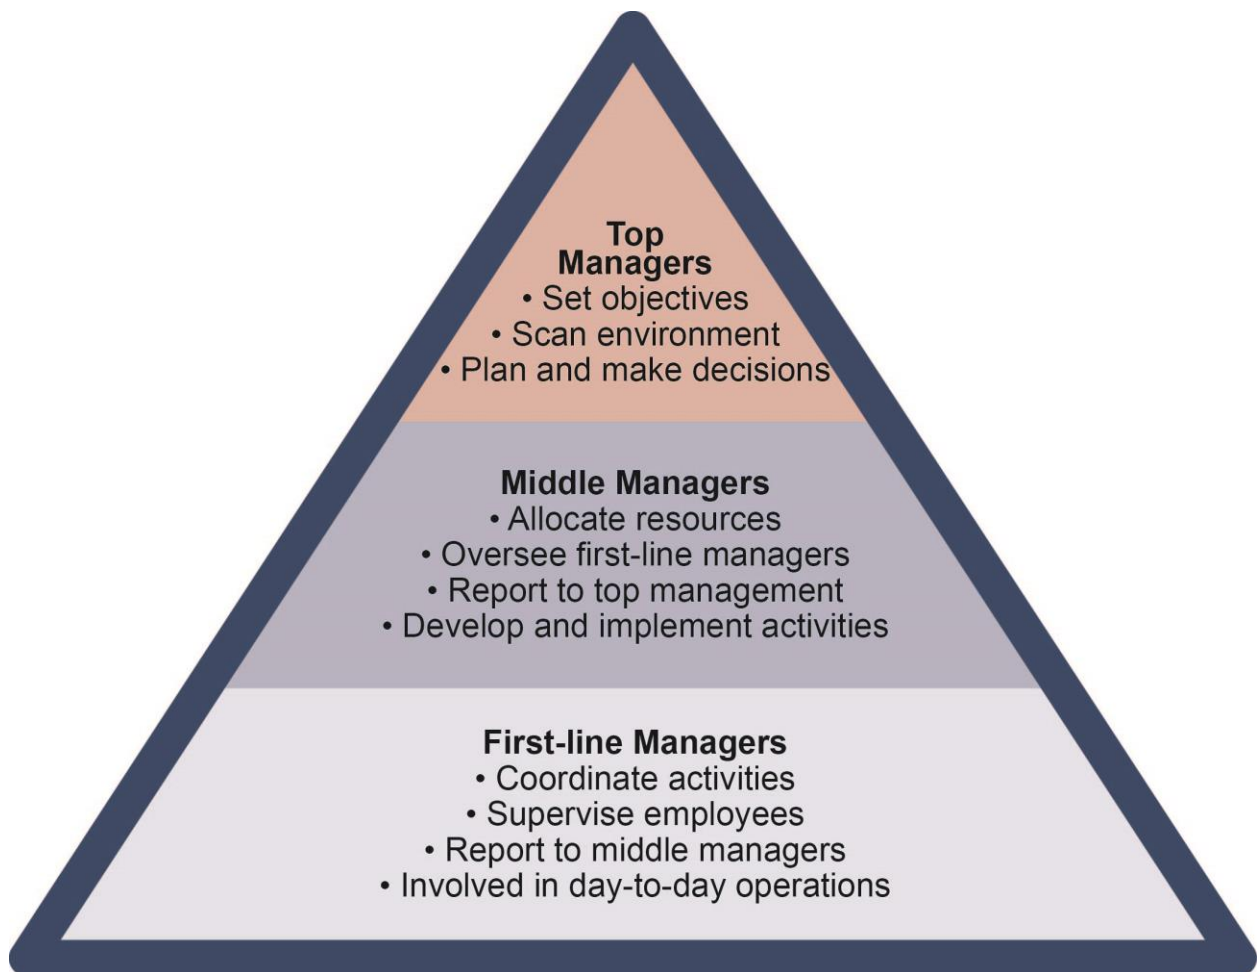 Top
Managers
• Set objectives
• Scan environment
• Plan and make decisions
Middle Managers
• Allocate resources
• Oversee first-line managers
• Report to top management
• Develop and implement activities
First-line Managers
• Coordinate activities
• Supervise employees
• Report to middle managers
• Involved in day-to-day operations